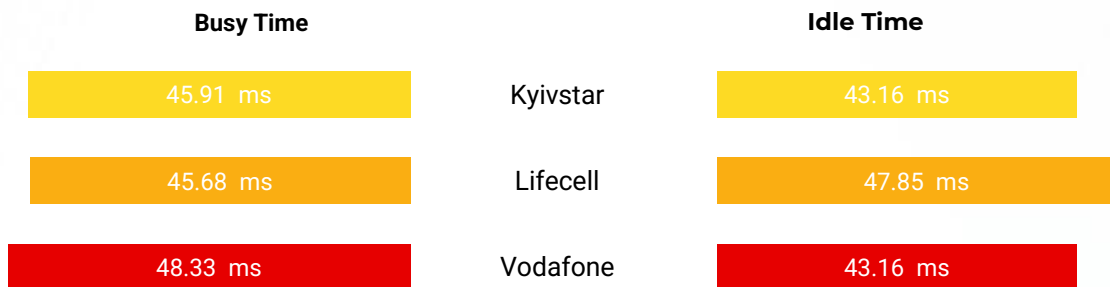 Busy Time Idle Time
45.91 ms Kyivstar 43.16 ms
45.68 ms Lifecell 47.85 ms
48.33 ms Vodafone 43.16 ms